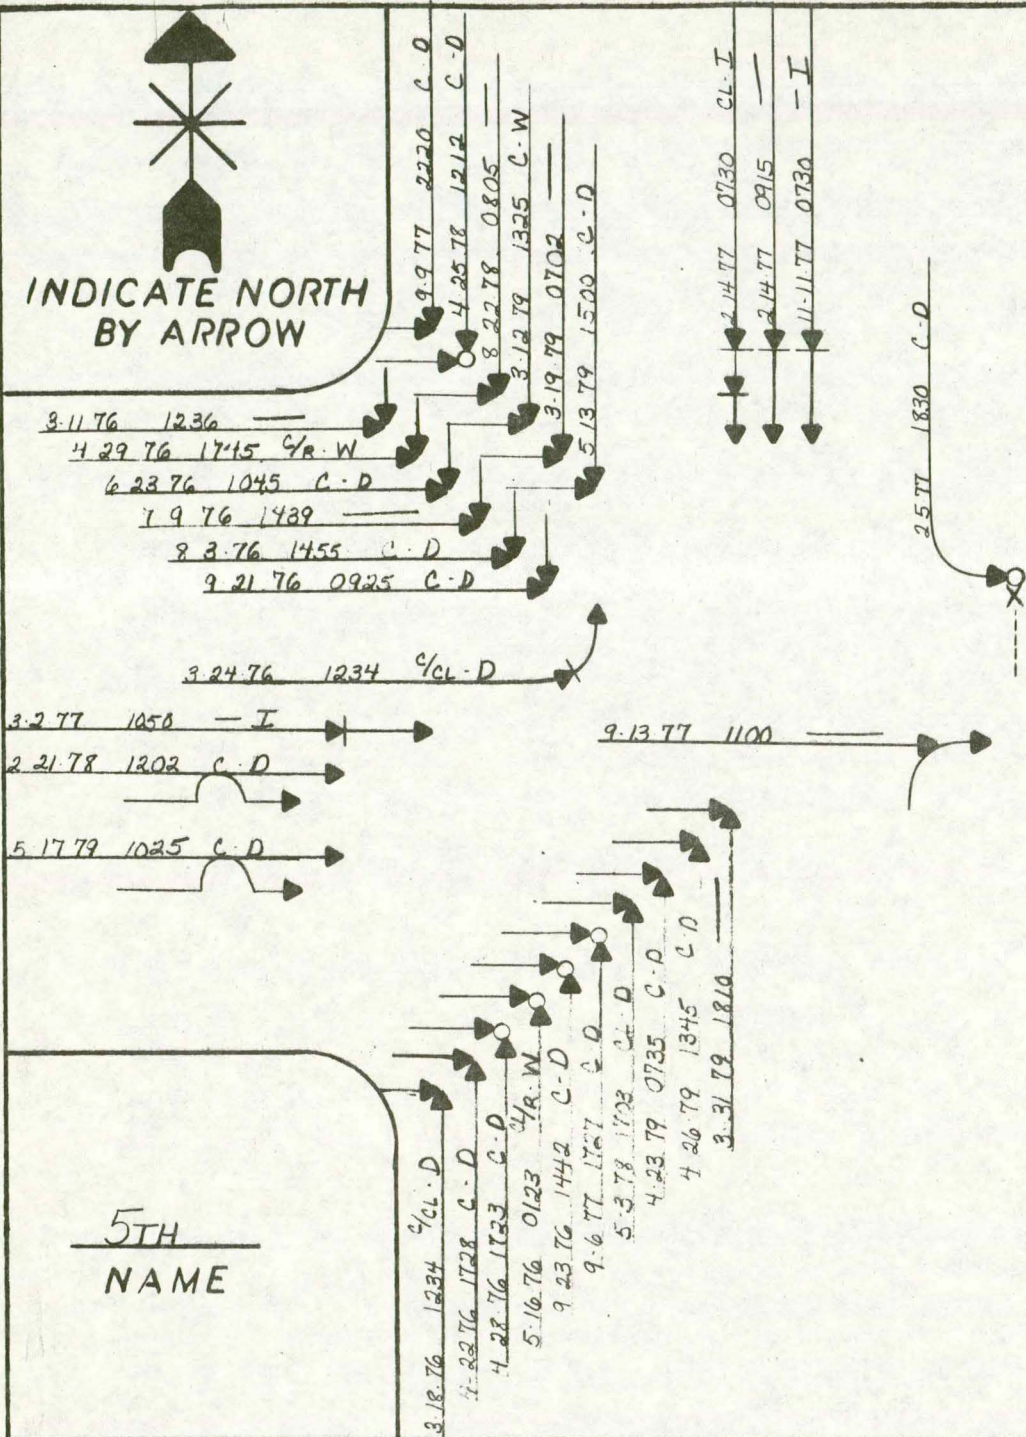 INDICATE NORTH
BY ARROW
9.9.77 2220 C-D
4.25.78 1212 C-D
8 22.78 0805 —
3.12 79 1325 C-W
3.19.79 0702 —
5.13 79 1500 C-D
2.14.77 0730 CL-I
2.14.77 0915 —
11.11.77 0730 — I
2 5.77 1830 C-D
3.11.76 1236 —
4 29 76 1745 C/R.W
6 23.76 1045 C-D
7 9.76 1439 —
8 3.76 1455 C-D
9.21.76 0925 C-D
3.24.76 1234 C/CL-D
3.2.77 1050 — I
9.13.77 1100 —
2 21.78 1202 C-D
5.17.79 1025 C-D
3.18.76 1234 C/CL-D
4.22.76 1728 C-D
4.28.76 1723 C-D
5.16.76 0123 CL/R.W
9 23.76 1442 C-D
9.6.77 1727 C D
5.3.78 1703 D
4.23.79 0735 C-D
4 26.79 1345 C D
3.31 79 1810 —
5TH
NAME